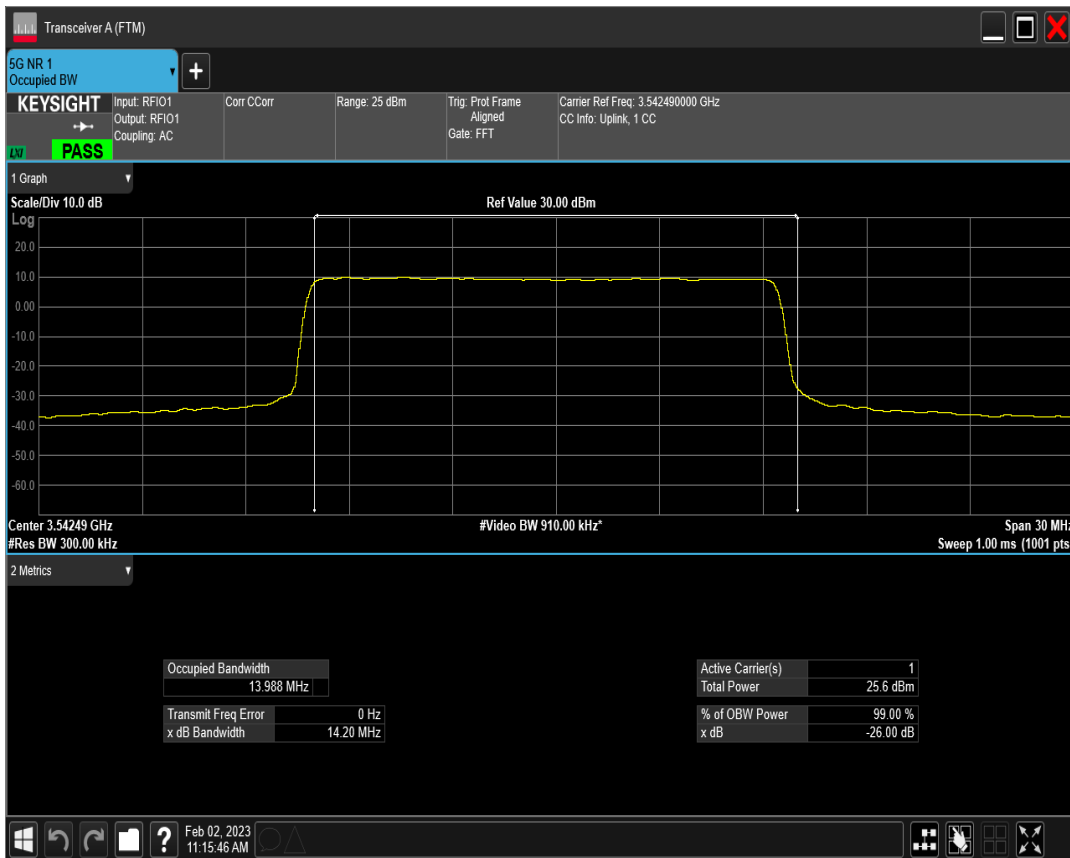 Transceiver A (FTM)
5G NR 1
Occupied BW
+
KEYSIGHT
LXI
PASS
Input: RFIO1
Output: RFIO1
Coupling: AC
Corr CCorr
Range: 25 dBm
Trig: Prot Frame
Aligned
Gate: FFT
Carrier Ref Freq: 3.542490000 GHz
CC Info: Uplink, 1 CC
1 Graph
Scale/Div 10.0 dB
Ref Value 30.00 dBm
Log
20.0
10.0
0.00
-10.0
-20.0
-30.0
-40.0
-50.0
-60.0
Center 3.54249 GHz
#Video BW 910.00 kHz*
Span 30 MHz
#Res BW 300.00 kHz
Sweep 1.00 ms (1001 pts
2 Metrics
Occupied Bandwidth
13.988 MHz
Transmit Freq Error 0 Hz
x dB Bandwidth 14.20 MHz
Active Carrier(s) 1
Total Power 25.6 dBm
% of OBW Power 99.00 %
x dB -26.00 dB
?
Feb 02, 2023
11:15:46 AM